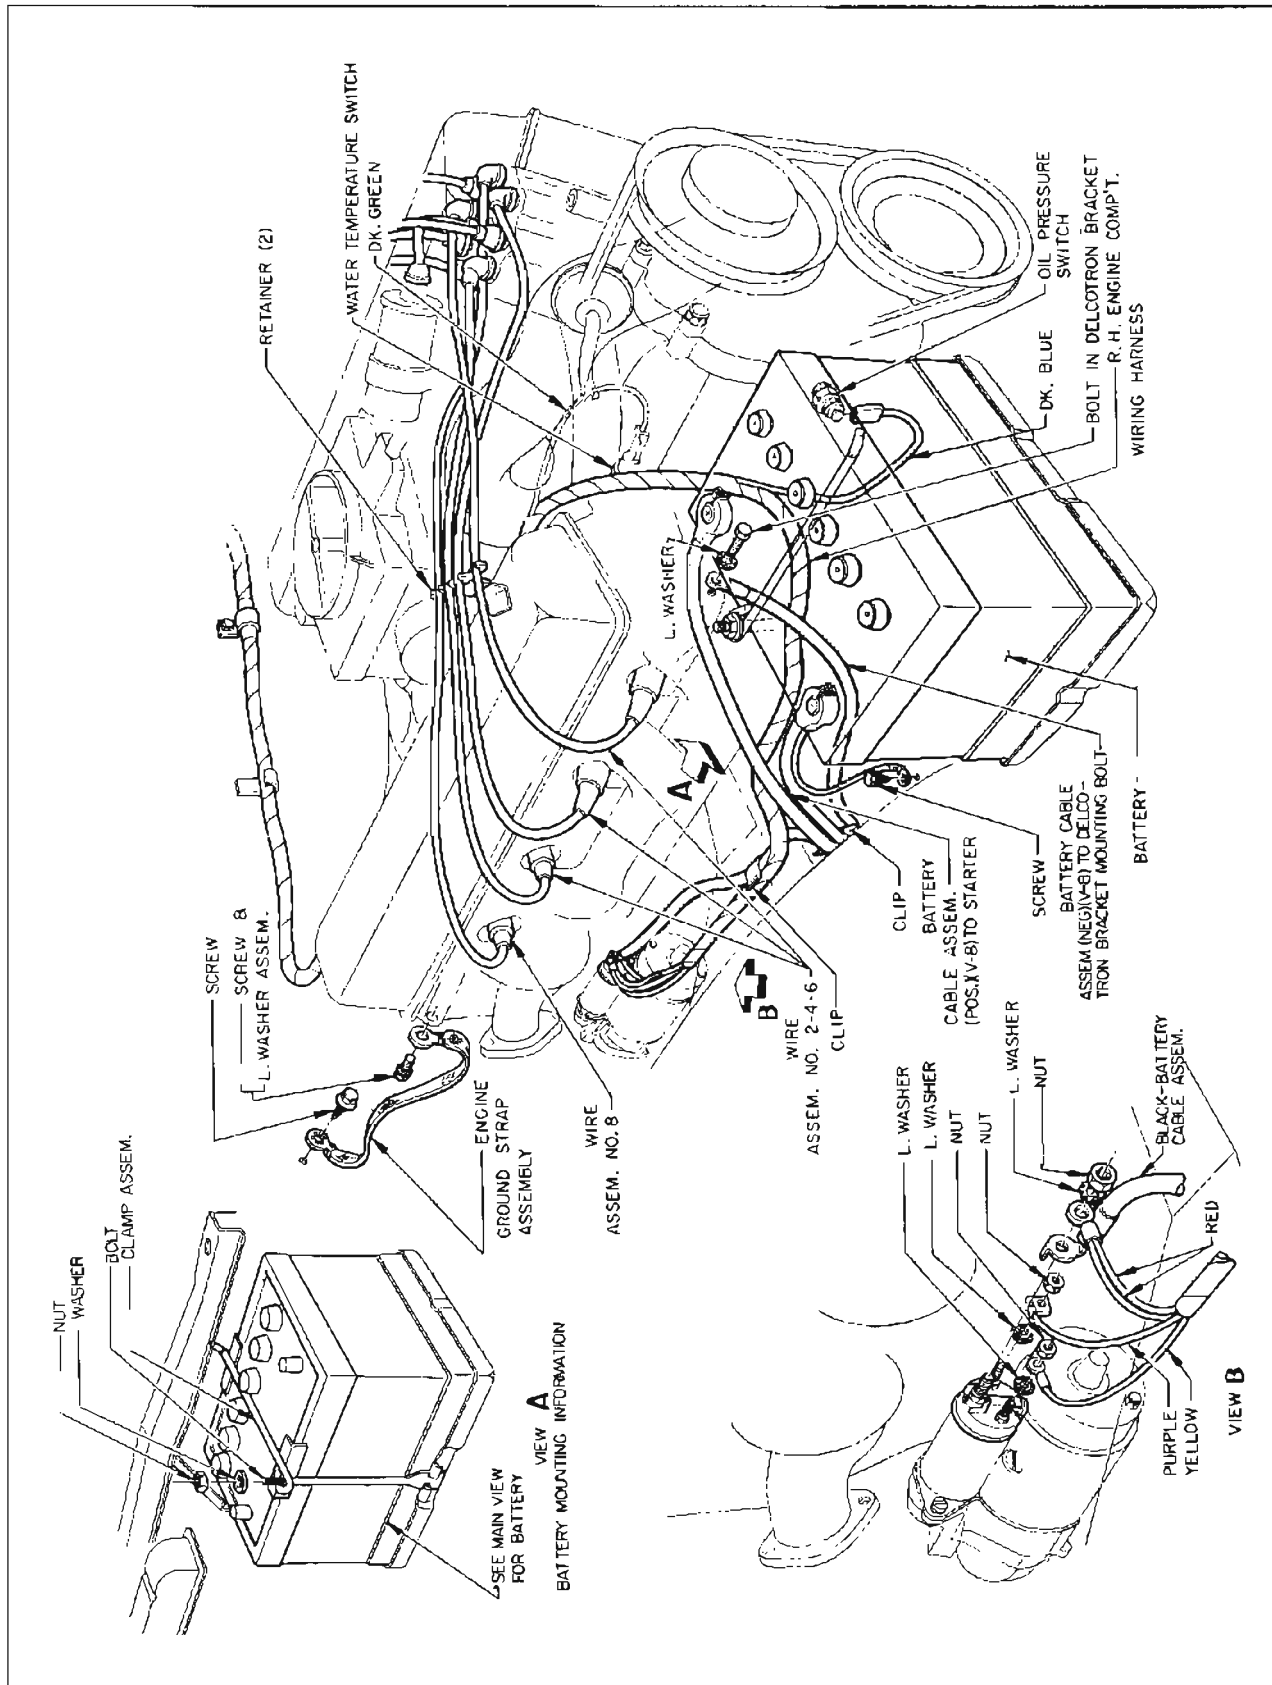 NUT
WASHER
BOLT
CLAMP ASSEM.
SEE MAIN VIEW
FOR BATTERY
VIEW A
BATTERY MOUNTING INFORMATION
SCREW
SCREW &
L. WASHER ASSEM.
ENGINE
GROUND STRAP
ASSEMBLY
WIRE
ASSEM. NO. 8
RETAINER (2)
WATER TEMPERATURE SWITCH
DK. GREEN
L. WASHER
A
B
WIRE
ASSEM. NO. 2-4-6
CLIP
CLIP
BATTERY
CABLE ASSEM.
(POS.)(V-8) TO STARTER
SCREW
BATTERY CABLE
ASSEM (NEG)(V-8) TO DELCO-
TRON BRACKET MOUNTING BOLT
BATTERY
OIL PRESSURE
SWITCH
DK. BLUE
BOLT IN DELCOTRON BRACKET
R. H. ENGINE COMP'T.
WIRING HARNESS
L. WASHER
L. WASHER
NUT
NUT
L. WASHER
NUT
BLACK-BATTERY
CABLE ASSEM.
RED
PURPLE
YELLOW
VIEW B